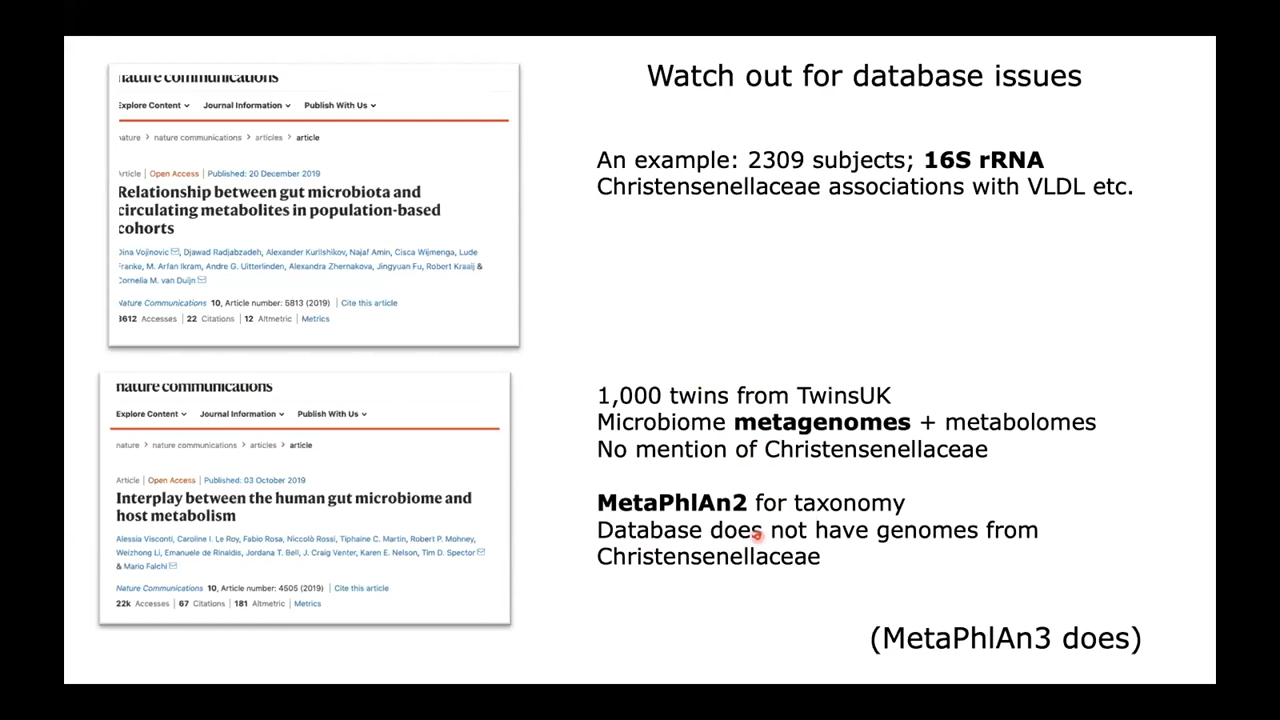 Watch out for database issues
nature communications
Explore Content Journal Information Publish With Us
nature > nature communications > articles > article
Article | Open Access | Published: 20 December 2019
Relationship between gut microbiota and
circulating metabolites in population-based
cohorts
Dina Vojinovic, Djawad Radjabzadeh, Alexander Kurilshikov, Najaf Amin, Cisca Wijmenga, Lude
Franke, M. Arfan Ikram, Andre G. Uitterlinden, Alexandra Zhernakova, Jingyuan Fu, Robert Kraaij &
Cornelia M. van Duijn
Nature Communications 10, Article number: 5813 (2019) | Cite this article
3612 Accesses | 22 Citations | 12 Altmetric | Metrics
An example: 2309 subjects; 16S rRNA
Christensenellaceae associations with VLDL etc.
nature communications
Explore Content Journal Information Publish With Us
nature > nature communications > articles > article
Article | Open Access | Published: 03 October 2019
Interplay between the human gut microbiome and
host metabolism
Alessia Visconti, Caroline I. Le Roy, Fabio Rosa, Niccolò Rossi, Tiphaine C. Martin, Robert P. Mohney,
Weizhong Li, Emanuele de Rinaldis, Jordana T. Bell, J. Craig Venter, Karen E. Nelson, Tim D. Spector
& Mario Falchi
Nature Communications 10, Article number: 4505 (2019) | Cite this article
22k Accesses | 67 Citations | 181 Altmetric | Metrics
1,000 twins from TwinsUK
Microbiome metagenomes + metabolomes
No mention of Christensenellaceae
MetaPhlAn2 for taxonomy
Database does not have genomes from
Christensenellaceae
(MetaPhlAn3 does)